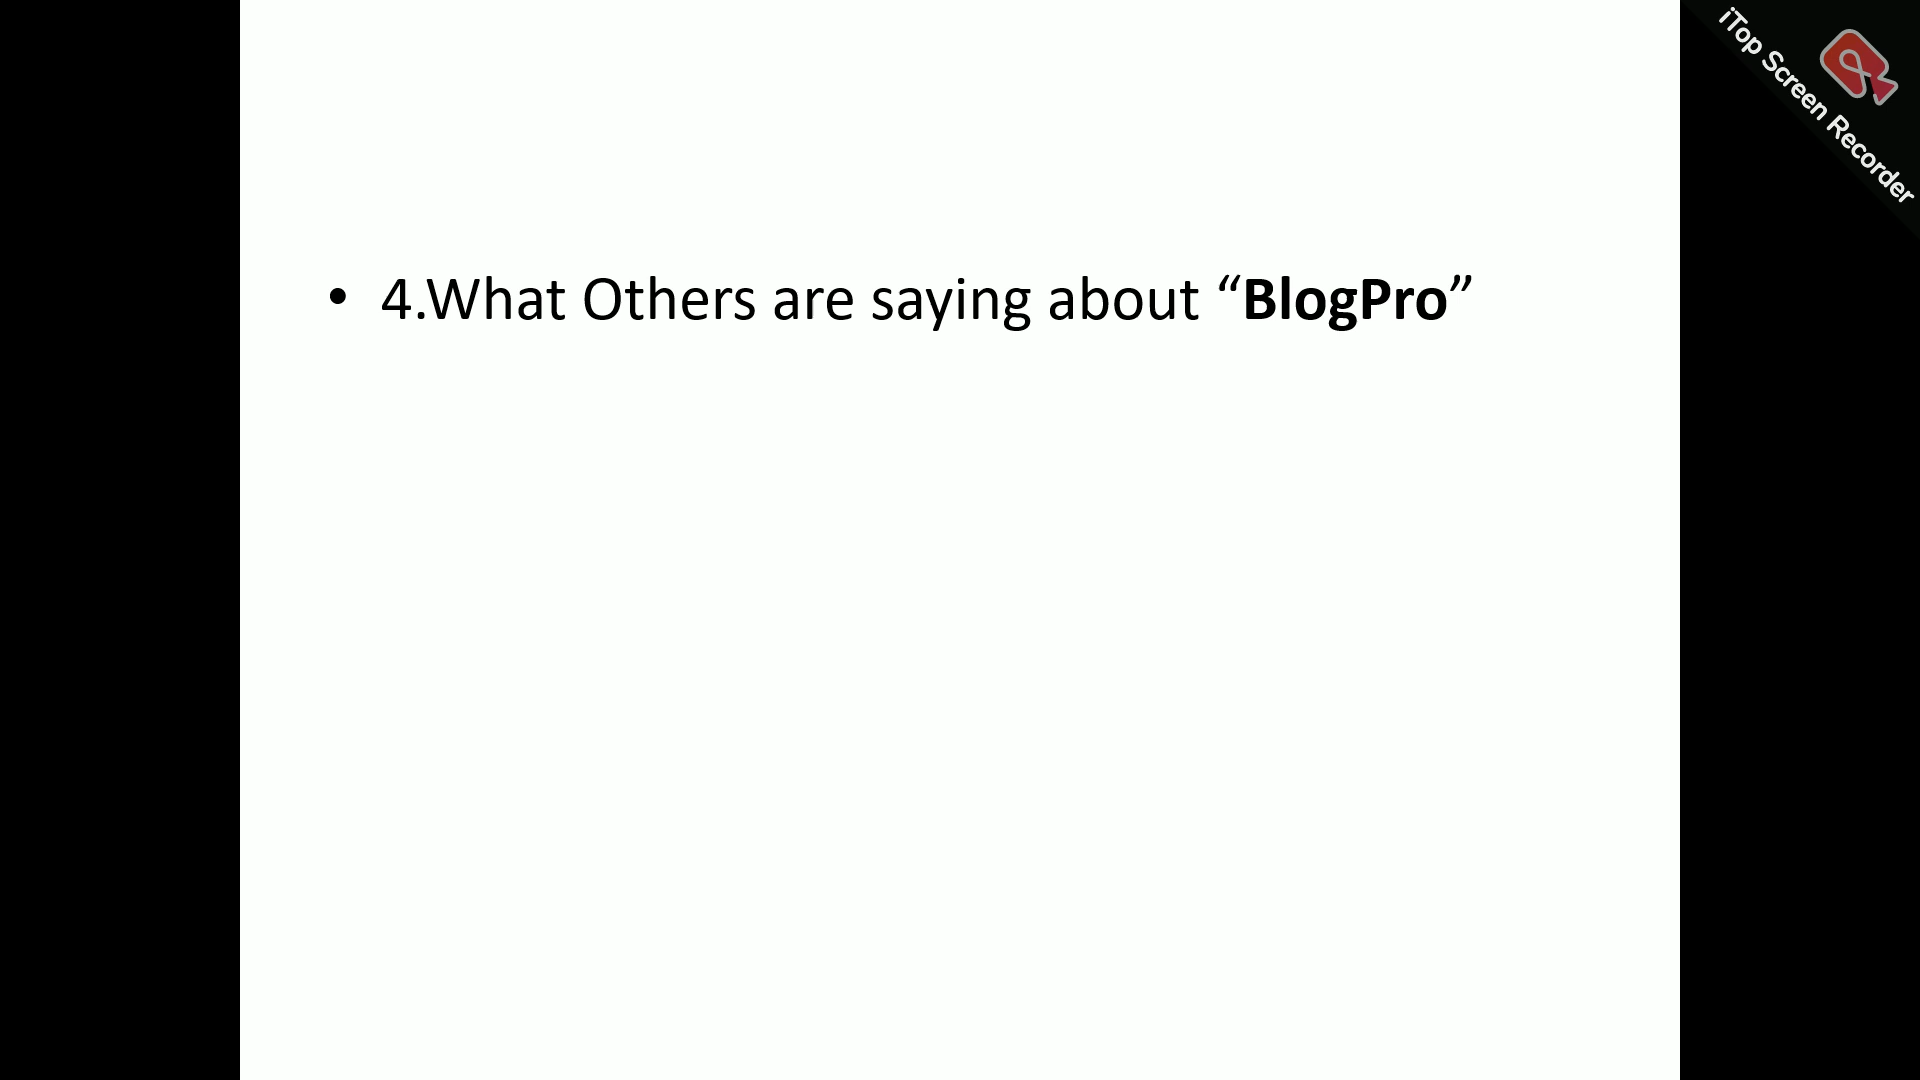 • 4.What Others are saying about “BlogPro”
iTop Screen Recorder